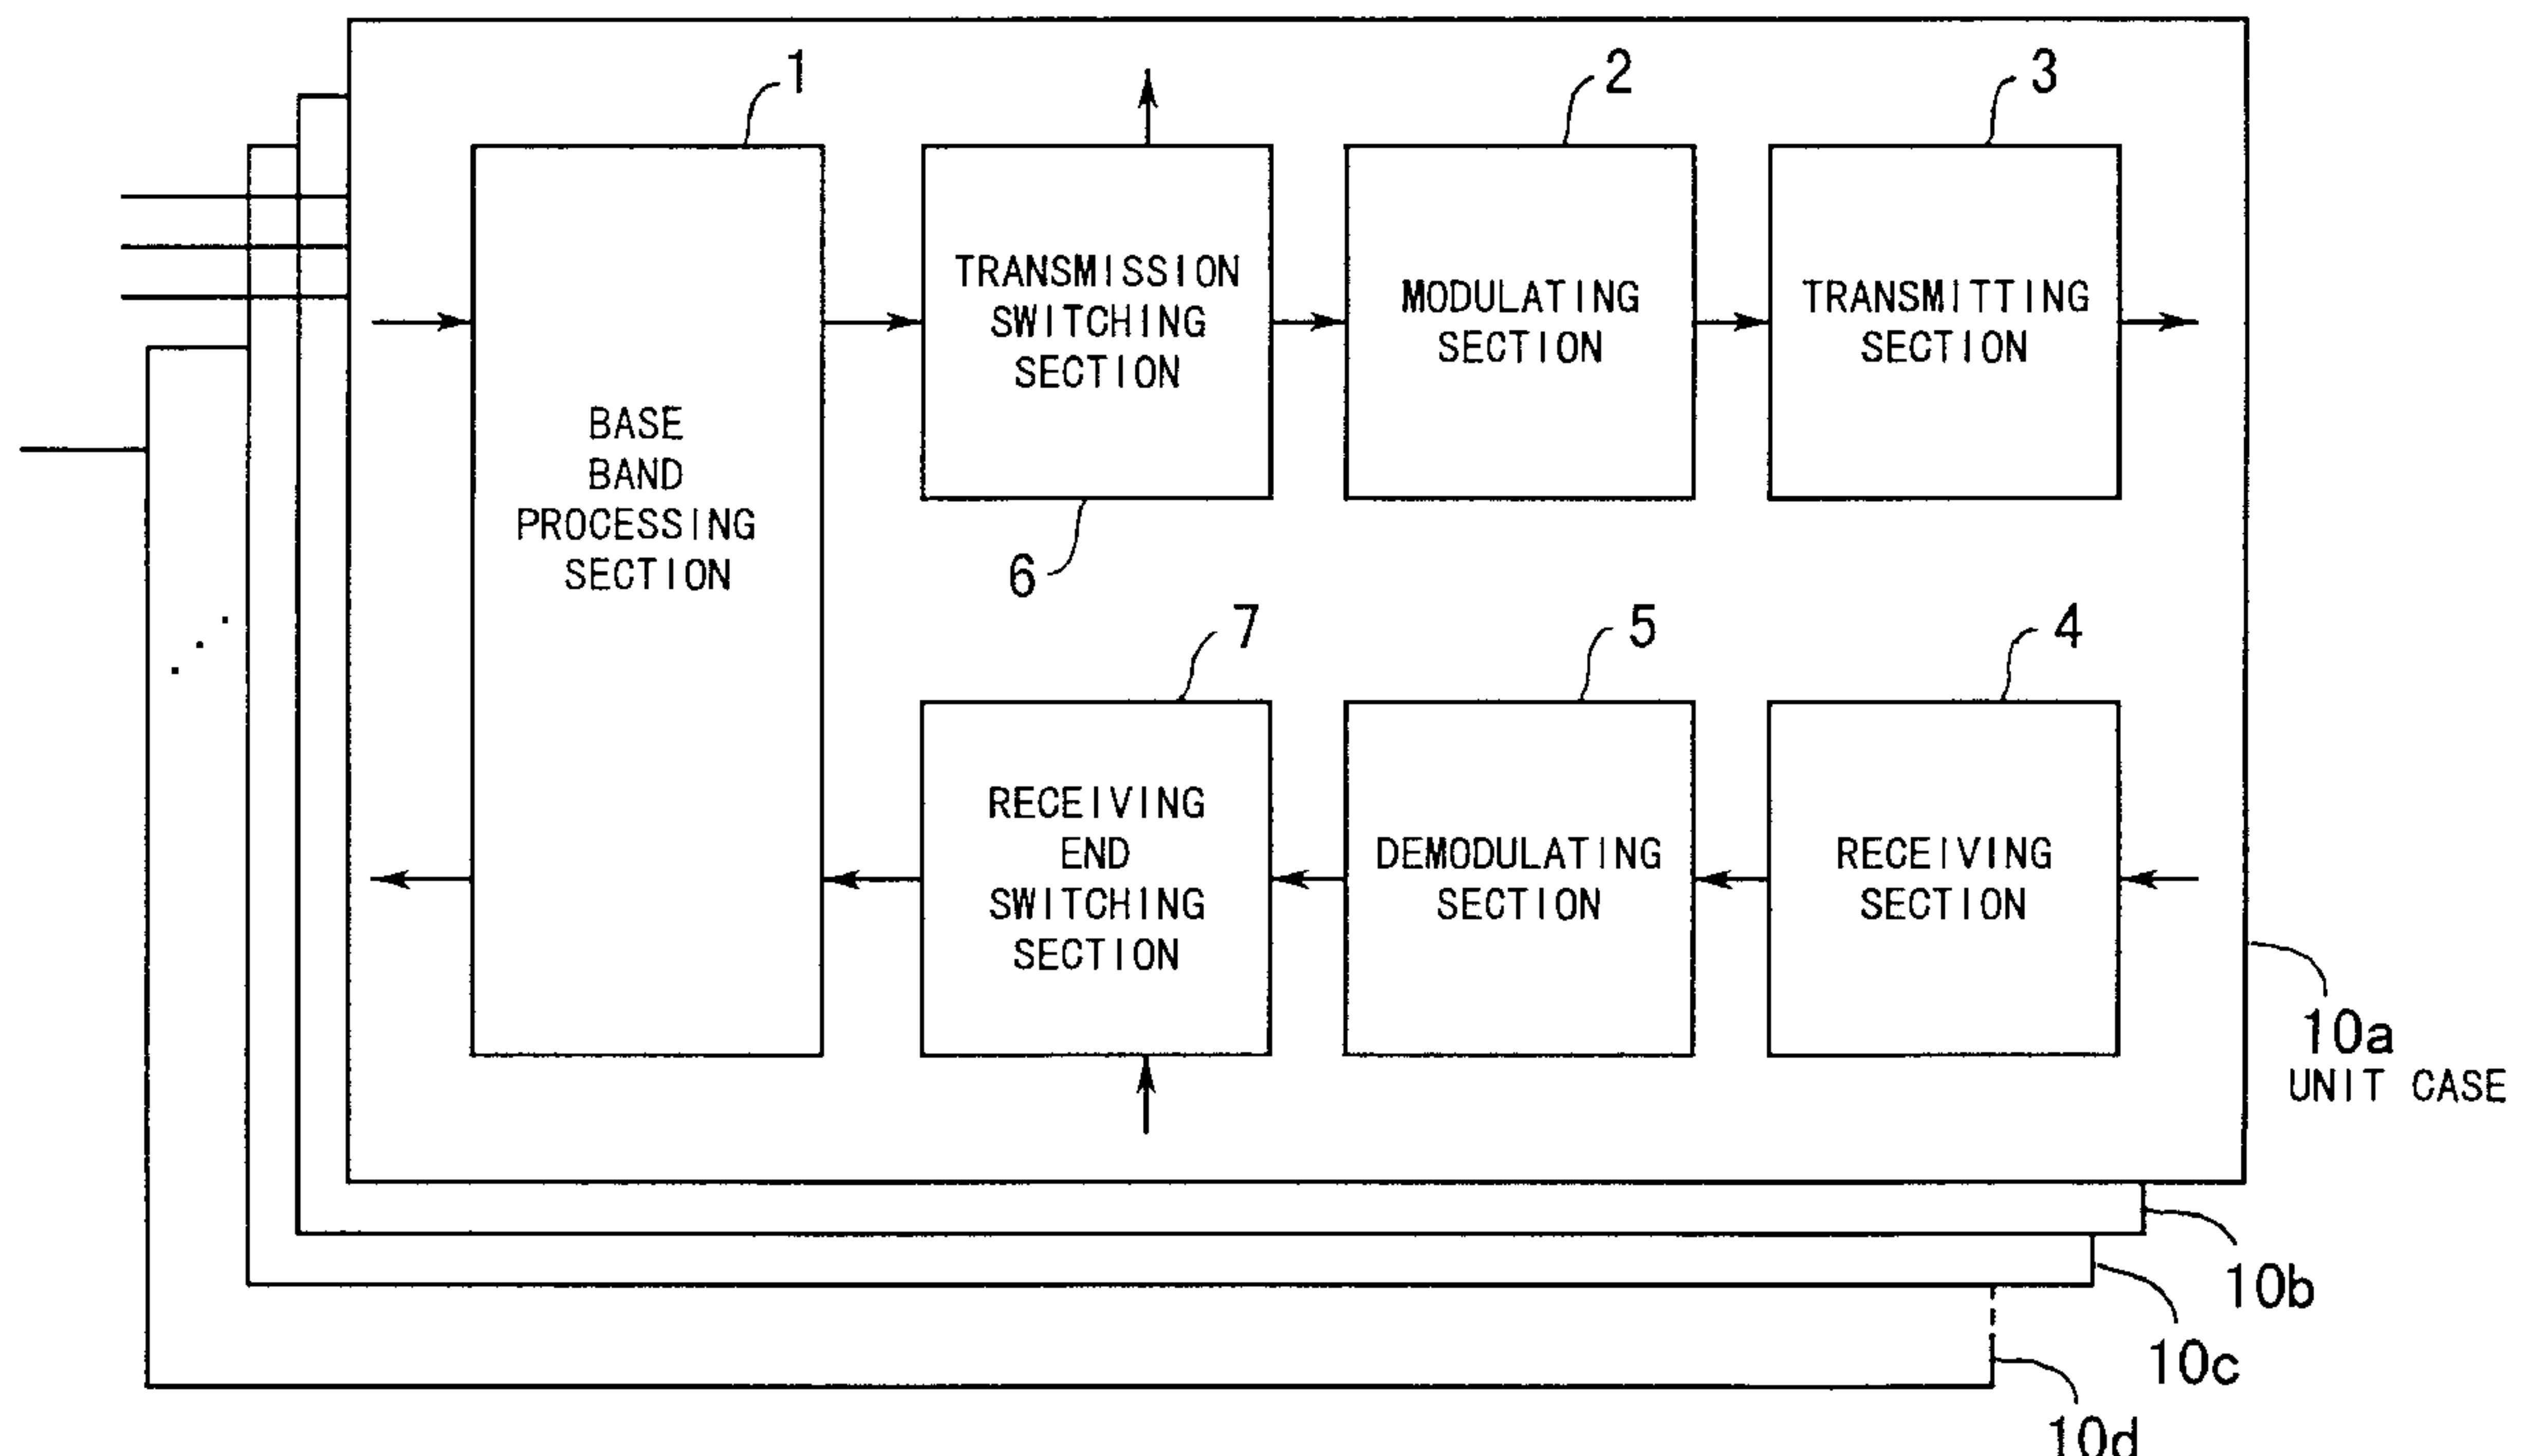 1
2
3
TRANSMISSION
SWITCHING
SECTION
MODULATING
SECTION
TRANSMITTING
SECTION
BASE
BAND
PROCESSING
SECTION
6
7
5
4
RECEIVING
END
SWITCHING
SECTION
DEMODULATING
SECTION
RECEIVING
SECTION
10a
UNIT CASE
10b
10c
10d